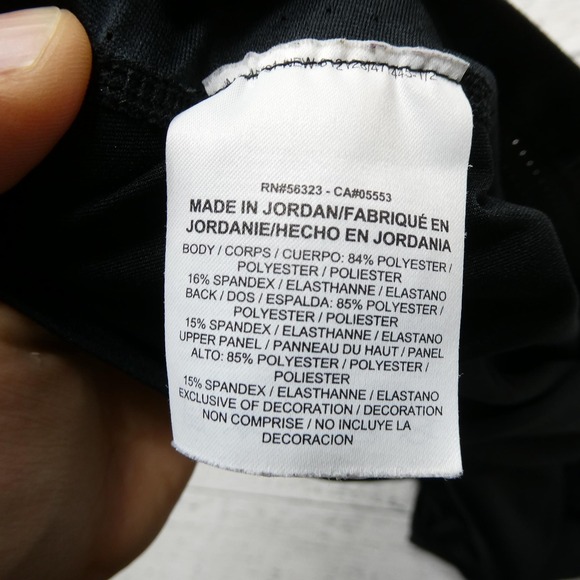 RN#56323 - CA#05553
MADE IN JORDAN/FABRIQUÉ EN
JORDANIE/HECHO EN JORDANIA
BODY / CORPS / CUERPO: 84% POLYESTER /
POLYESTER / POLIESTER
16% SPANDEX / ELASTHANNE / ELASTANO
BACK / DOS / ESPALDA: 85% POLYESTER /
POLYESTER / POLIESTER
15% SPANDEX / ELASTHANNE / ELASTANO
UPPER PANEL / PANNEAU DU HAUT / PANEL
ALTO: 85% POLYESTER / POLYESTER /
POLIESTER
15% SPANDEX / ELASTHANNE / ELASTANO
EXCLUSIVE OF DECORATION / DECORATION
NON COMPRISE / NO INCLUYE LA
DECORACION